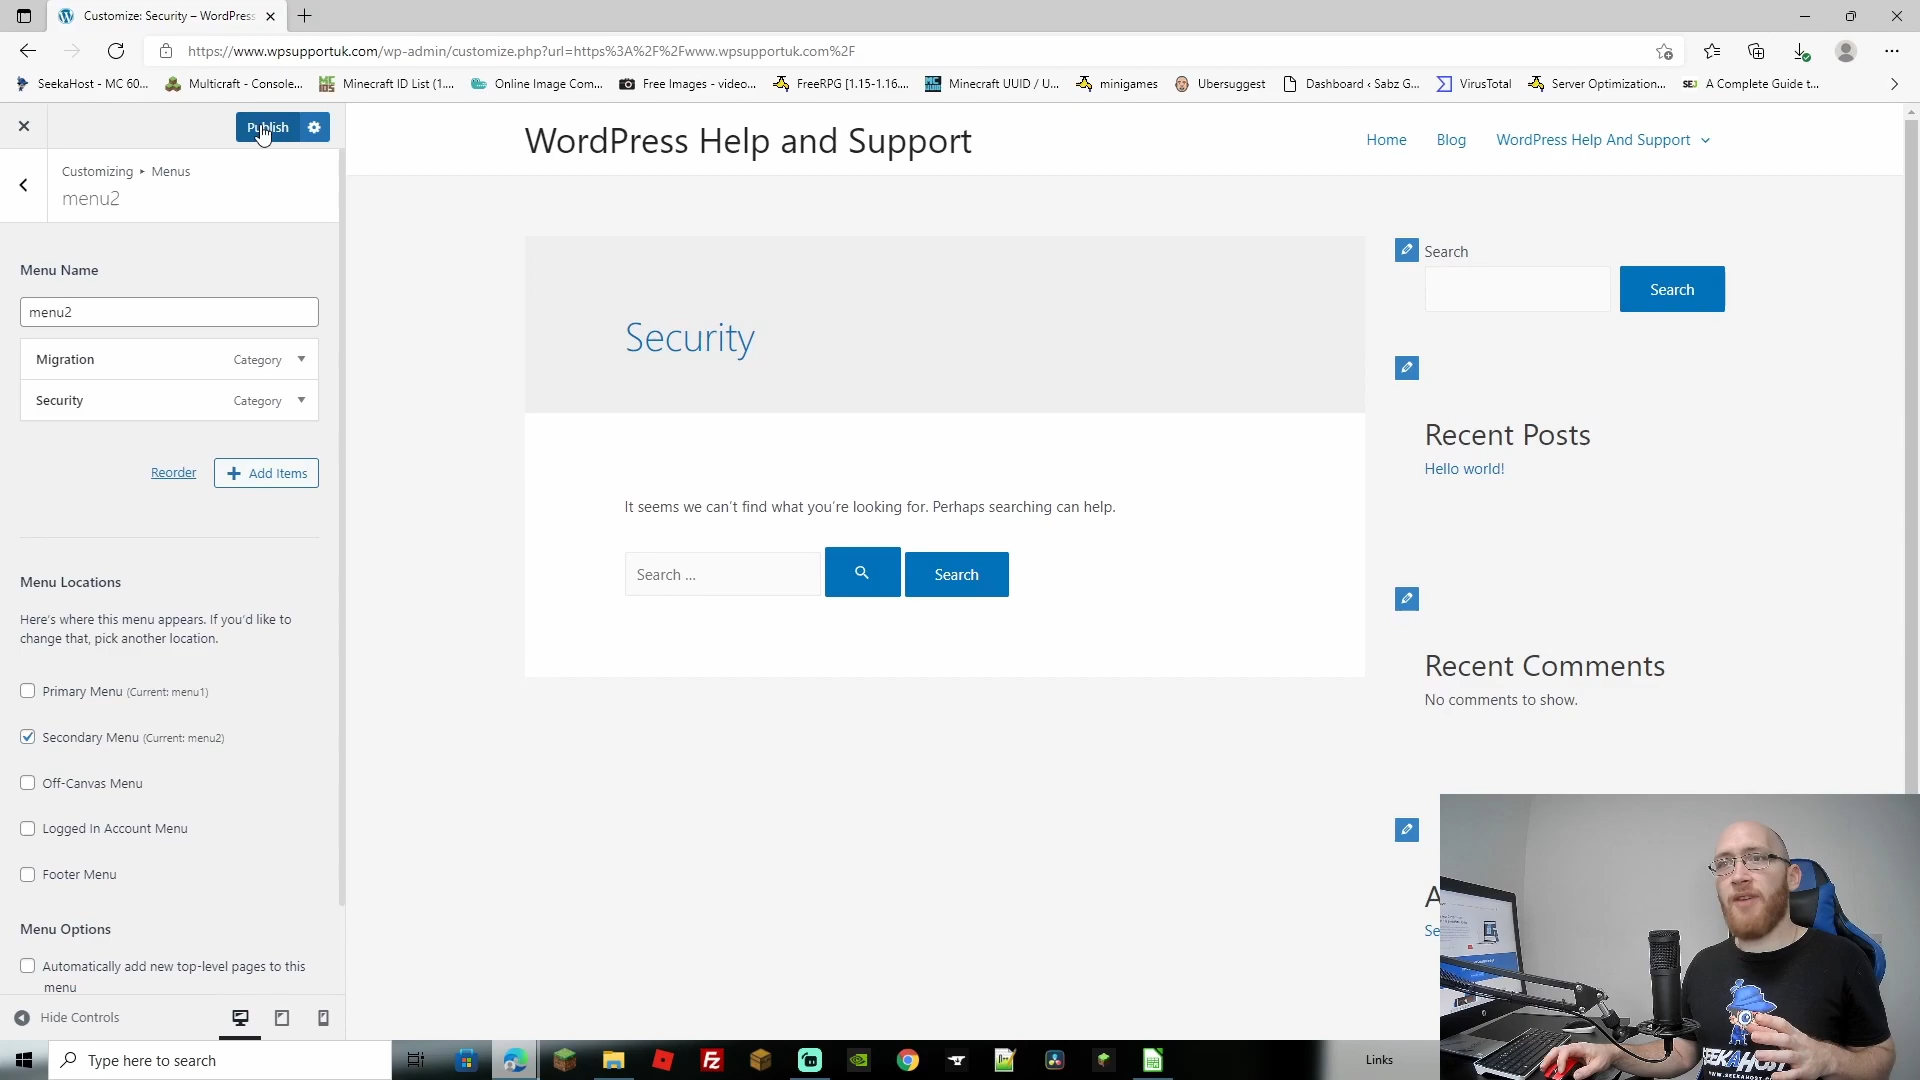 Customize: Security – WordPress
https://www.wpsupportuk.com/wp-admin/customize.php?url=https%3A%2F%2Fwww.wpsupportuk.com%2F
SeekaHost - MC 60... Multicraft - Console... Minecraft ID List (1.... Online Image Com... Free Images - video... FreeRPG [1.15-1.16.... Minecraft UUID / U... minigames Ubersuggest Dashboard ‹ Sabz G... VirusTotal Server Optimization... SEJ A Complete Guide t...
Publish
Customizing ▸ Menus
menu2
Menu Name
menu2
Migration Category
Security Category
Reorder
Add Items
Menu Locations
Here's where this menu appears. If you'd like to
change that, pick another location.
Primary Menu (Current: menu1)
Secondary Menu (Current: menu2)
Off-Canvas Menu
Logged In Account Menu
Footer Menu
Menu Options
Automatically add new top-level pages to this
menu
Hide Controls
WordPress Help and Support
Home Blog WordPress Help And Support
Security
It seems we can't find what you're looking for. Perhaps searching can help.
Search ...
Search
Search
Search
Recent Posts
Hello world!
Recent Comments
No comments to show.
A
Se
SEEKAHOST
Type here to search
Links